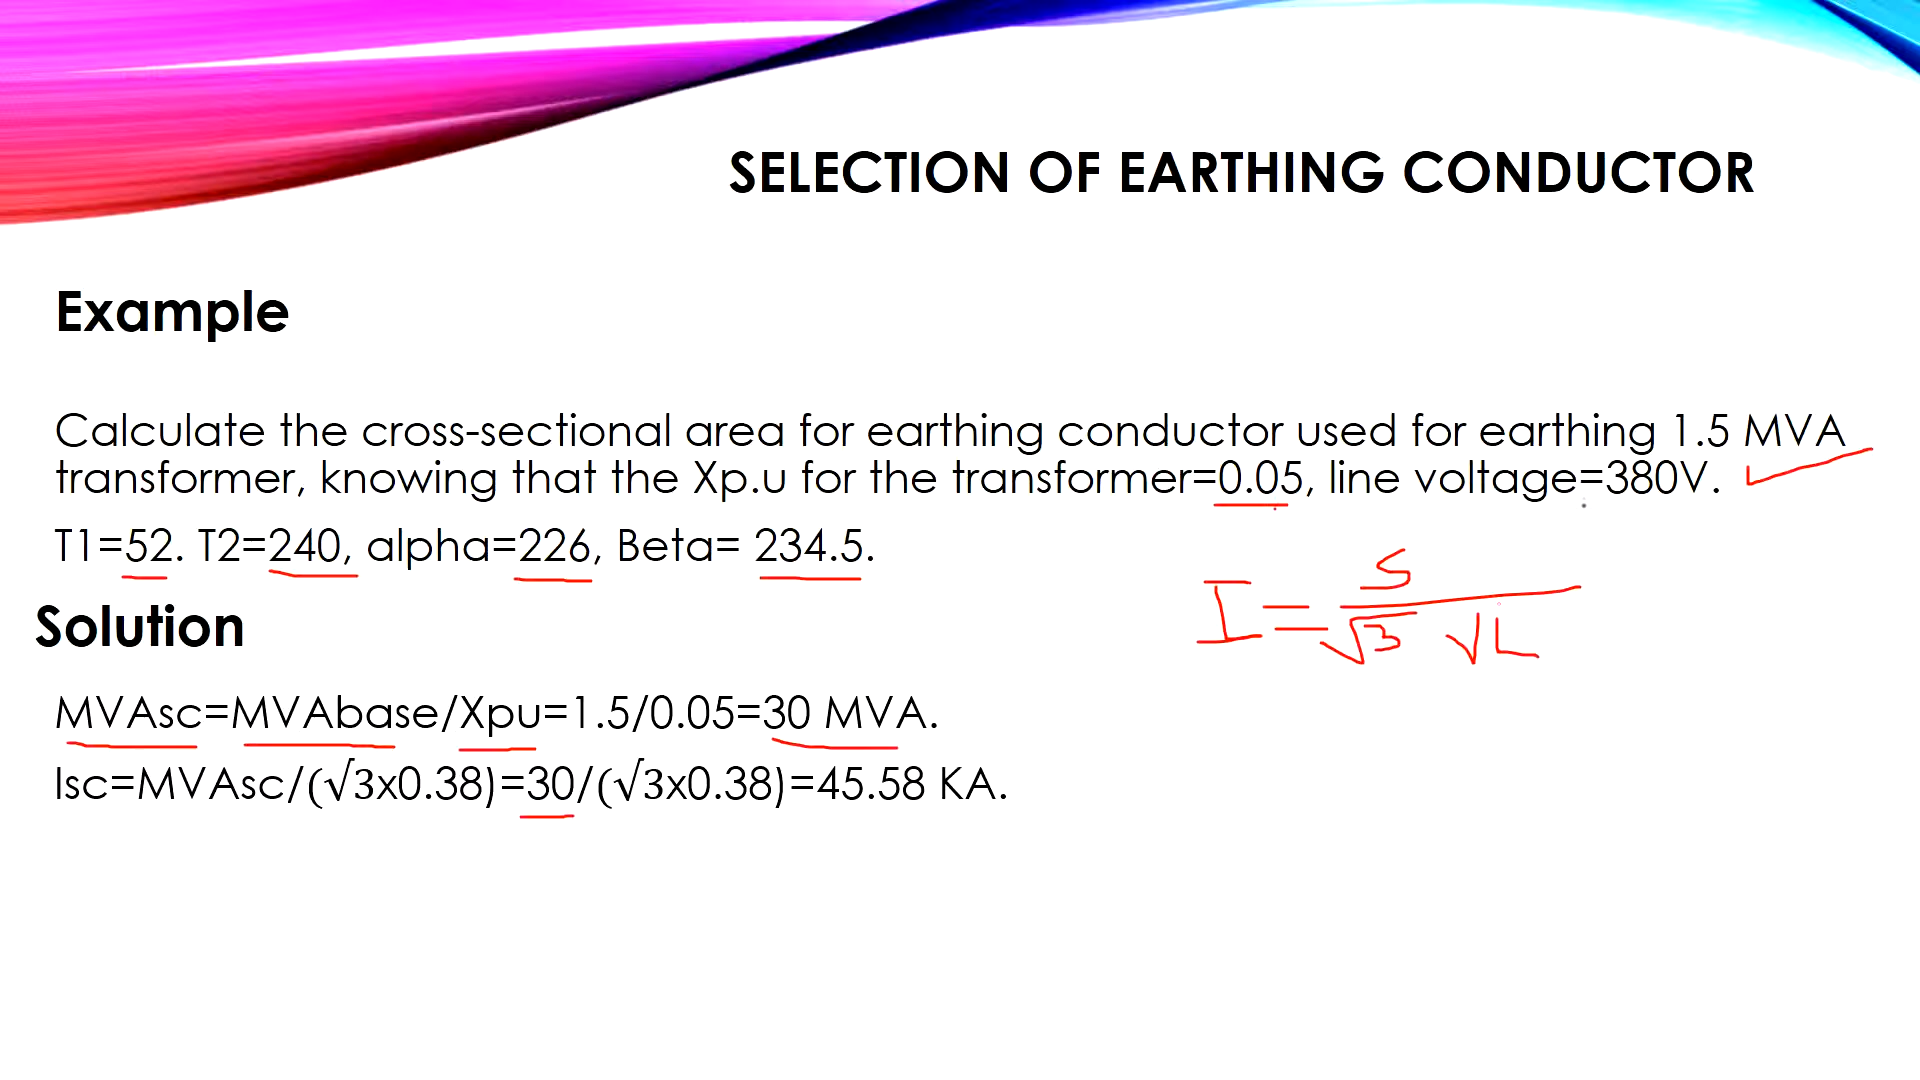 SELECTION OF EARTHING CONDUCTOR
Example
Calculate the cross-sectional area for earthing conductor used for earthing 1.5 MVA
transformer, knowing that the Xp.u for the transformer=0.05, line voltage=380V.
T1=52. T2=240, alpha=226, Beta= 234.5.
I = S / √3 VL
Solution
MVAsc=MVAbase/Xpu=1.5/0.05=30 MVA.
Isc=MVAsc/(√3x0.38)=30/(√3x0.38)=45.58 KA.